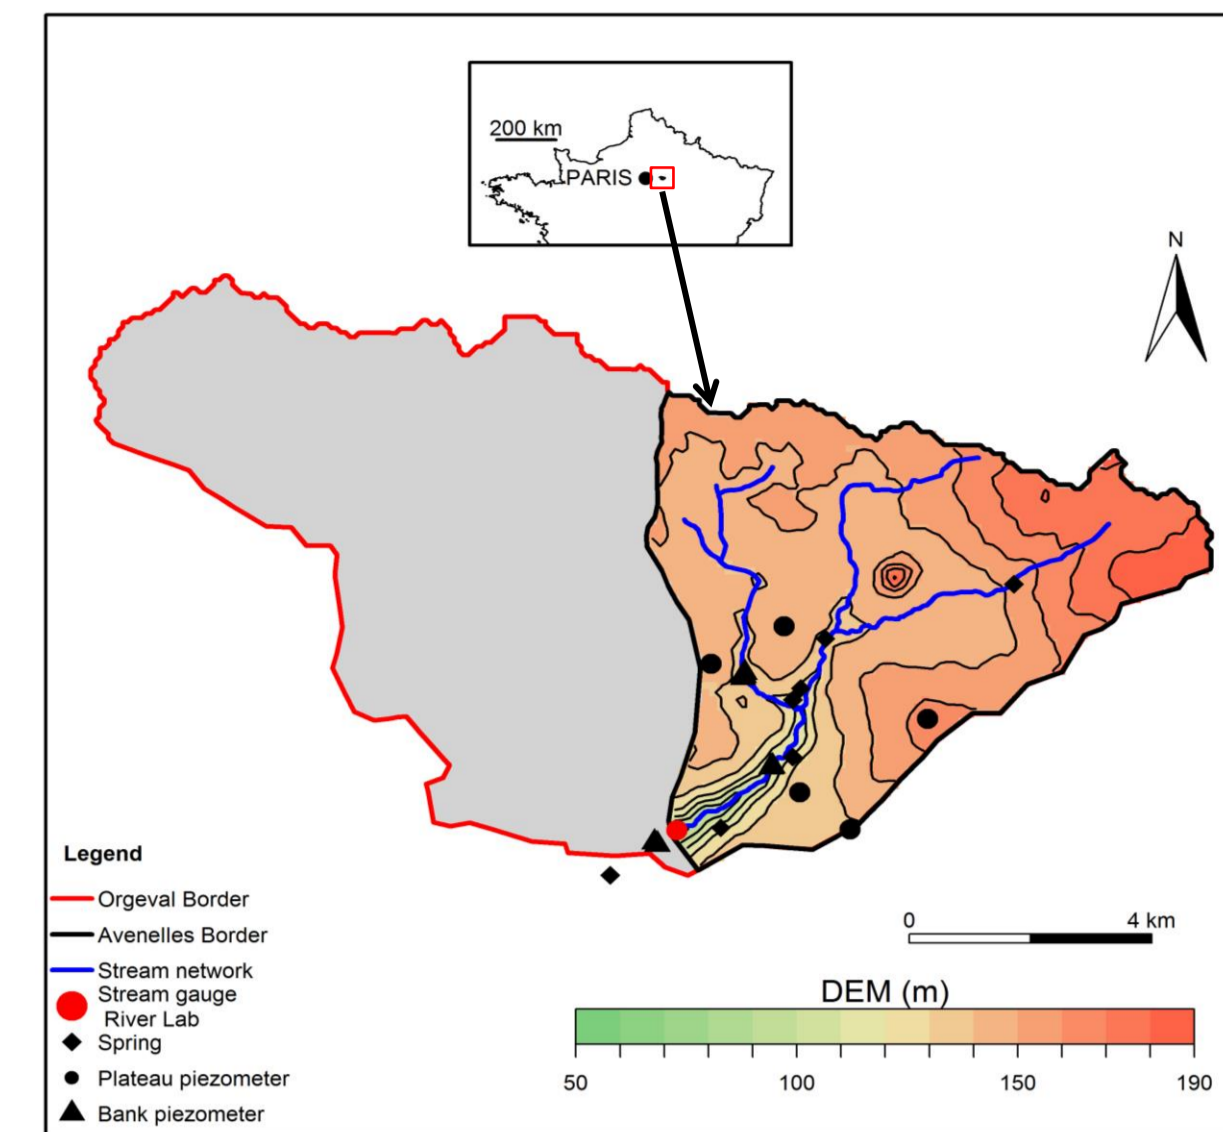 200 km
PARIS
N
Legend
Orgeval Border
Avenelles Border
Stream network
Stream gauge
River Lab
Spring
Plateau piezometer
Bank piezometer
0 4 km
DEM (m)
50 100 150 190